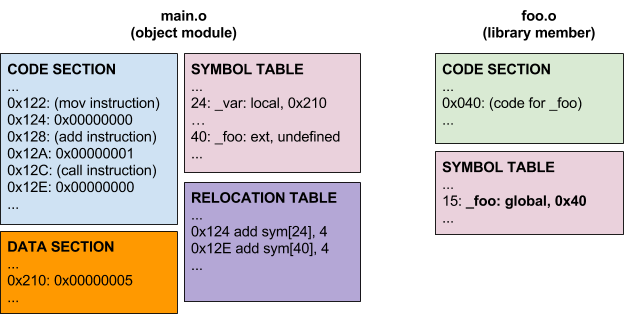 main.o
(object module)
CODE SECTION
...
0x122: (mov instruction)
0x124: 0x00000000
0x128: (add instruction)
0x12A: 0x00000001
0x12C: (call instruction)
0x12E: 0x00000000
...
DATA SECTION
...
0x210: 0x00000005
...
SYMBOL TABLE
...
24: _var: local, 0x210
...
40: _foo: ext, undefined
...
RELOCATION TABLE
...
0x124 add sym[24], 4
0x12E add sym[40], 4
...
foo.o
(library member)
CODE SECTION
...
0x040: (code for _foo)
...
SYMBOL TABLE
...
15: _foo: global, 0x40
...